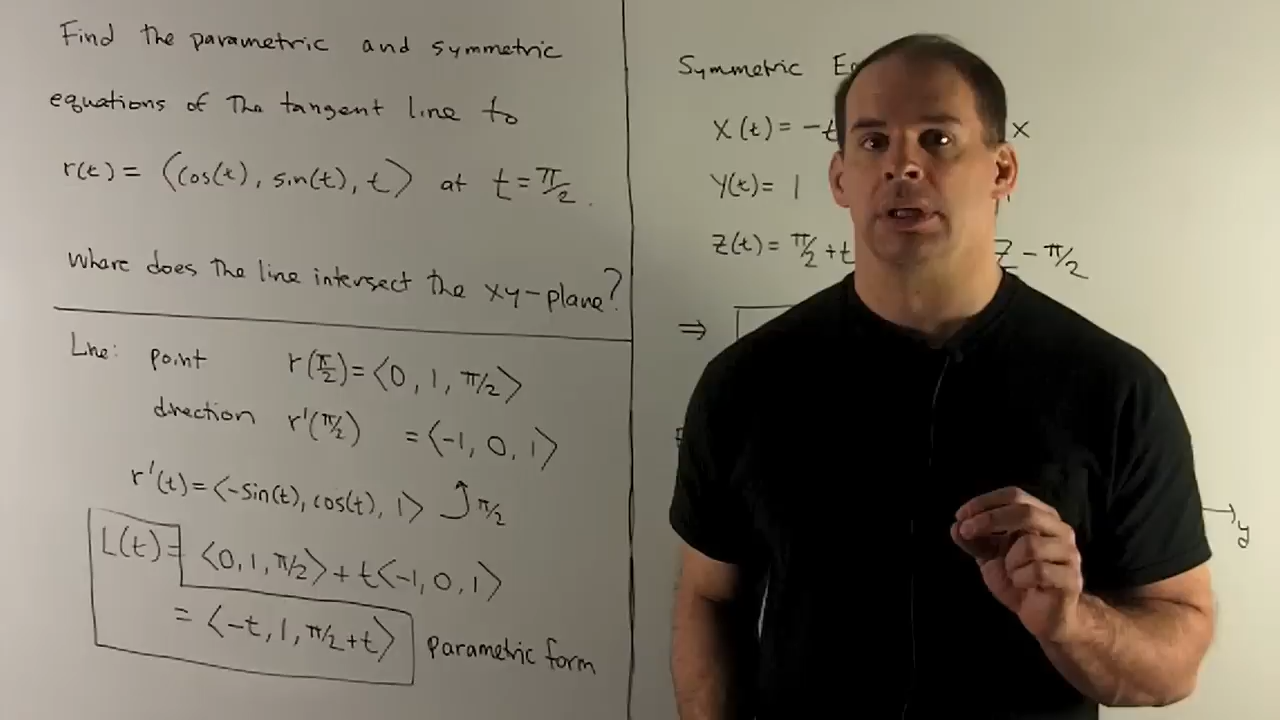 Find the parametric and symmetric
equations of the tangent line to
r(t) = ⟨cos(t), sin(t), t⟩ at t = π/2.
Where does the line intersect the xy-plane?
Line: point r(π/2) = ⟨0, 1, π/2⟩
direction r'(π/2) = ⟨-1, 0, 1⟩
r'(t) = ⟨-sin(t), cos(t), 1⟩ π/2
L(t) = ⟨0, 1, π/2⟩ + t⟨-1, 0, 1⟩
= ⟨-t, 1, π/2+t⟩ parametric form
Symmetric
X(t) = -t x
Y(t) = 1
Z(t) = π/2 + t z - π/2
⇒
y